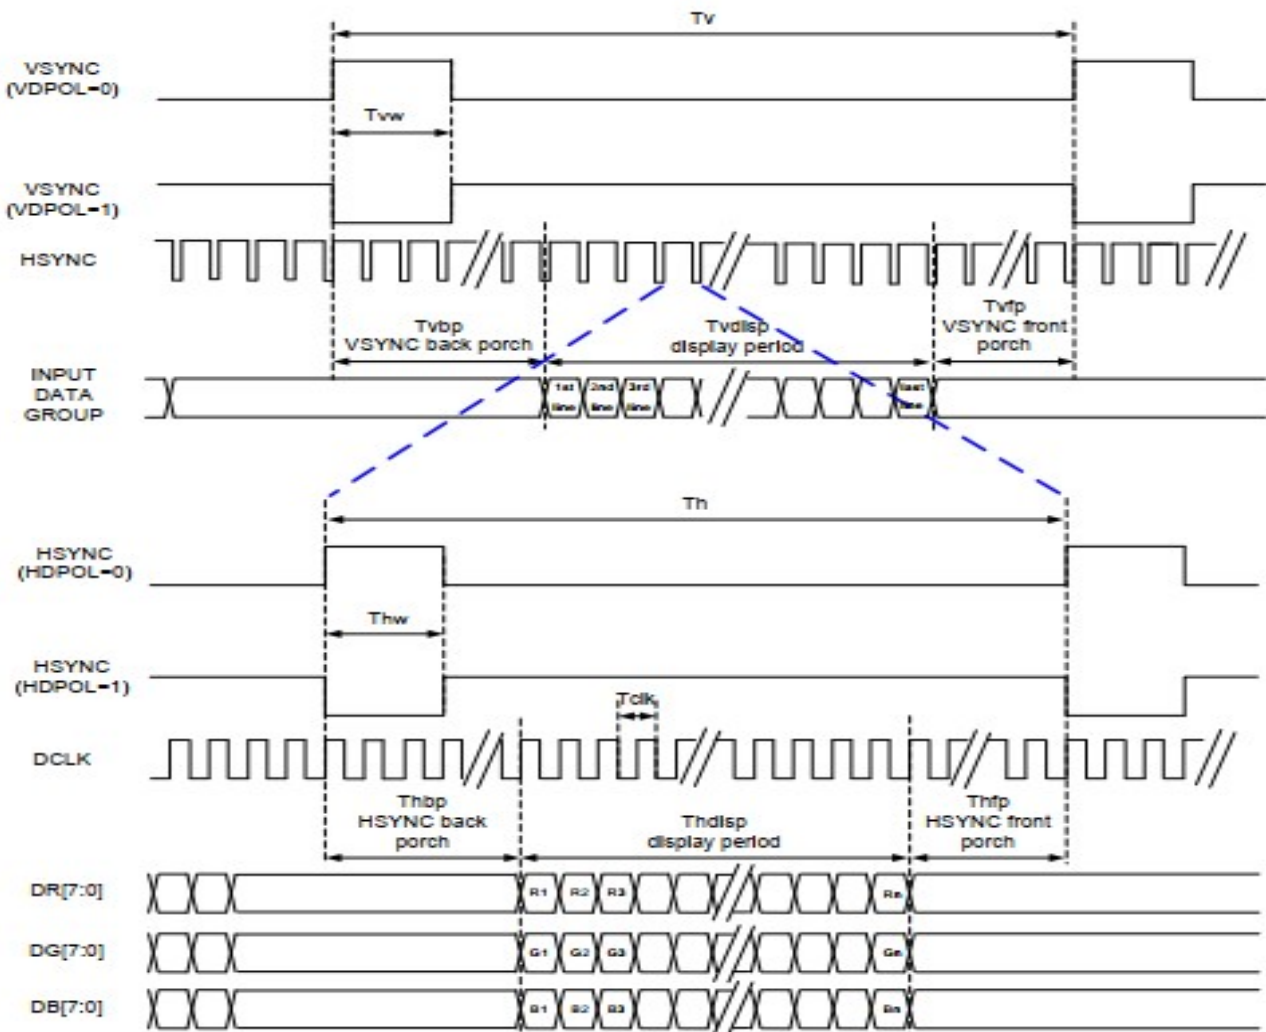 Tv
VSYNC
(VDPOL=0)
Tvw
VSYNC
(VDPOL=1)
HSYNC
Tvbp
VSYNC back porch
Tvdisp
display period
Tvfp
VSYNC front
porch
INPUT
DATA
GROUP
1st
line
2nd
line
3rd
line
last
line
Th
HSYNC
(HDPOL=0)
Thw
HSYNC
(HDPOL=1)
Tclk
DCLK
Thbp
HSYNC back
porch
Thdisp
display period
Thfp
HSYNC front
porch
DR[7:0]
R1 R2 R3 Rn
DG[7:0]
G1 G2 G3 Gn
DB[7:0]
B1 B2 B3 Bn